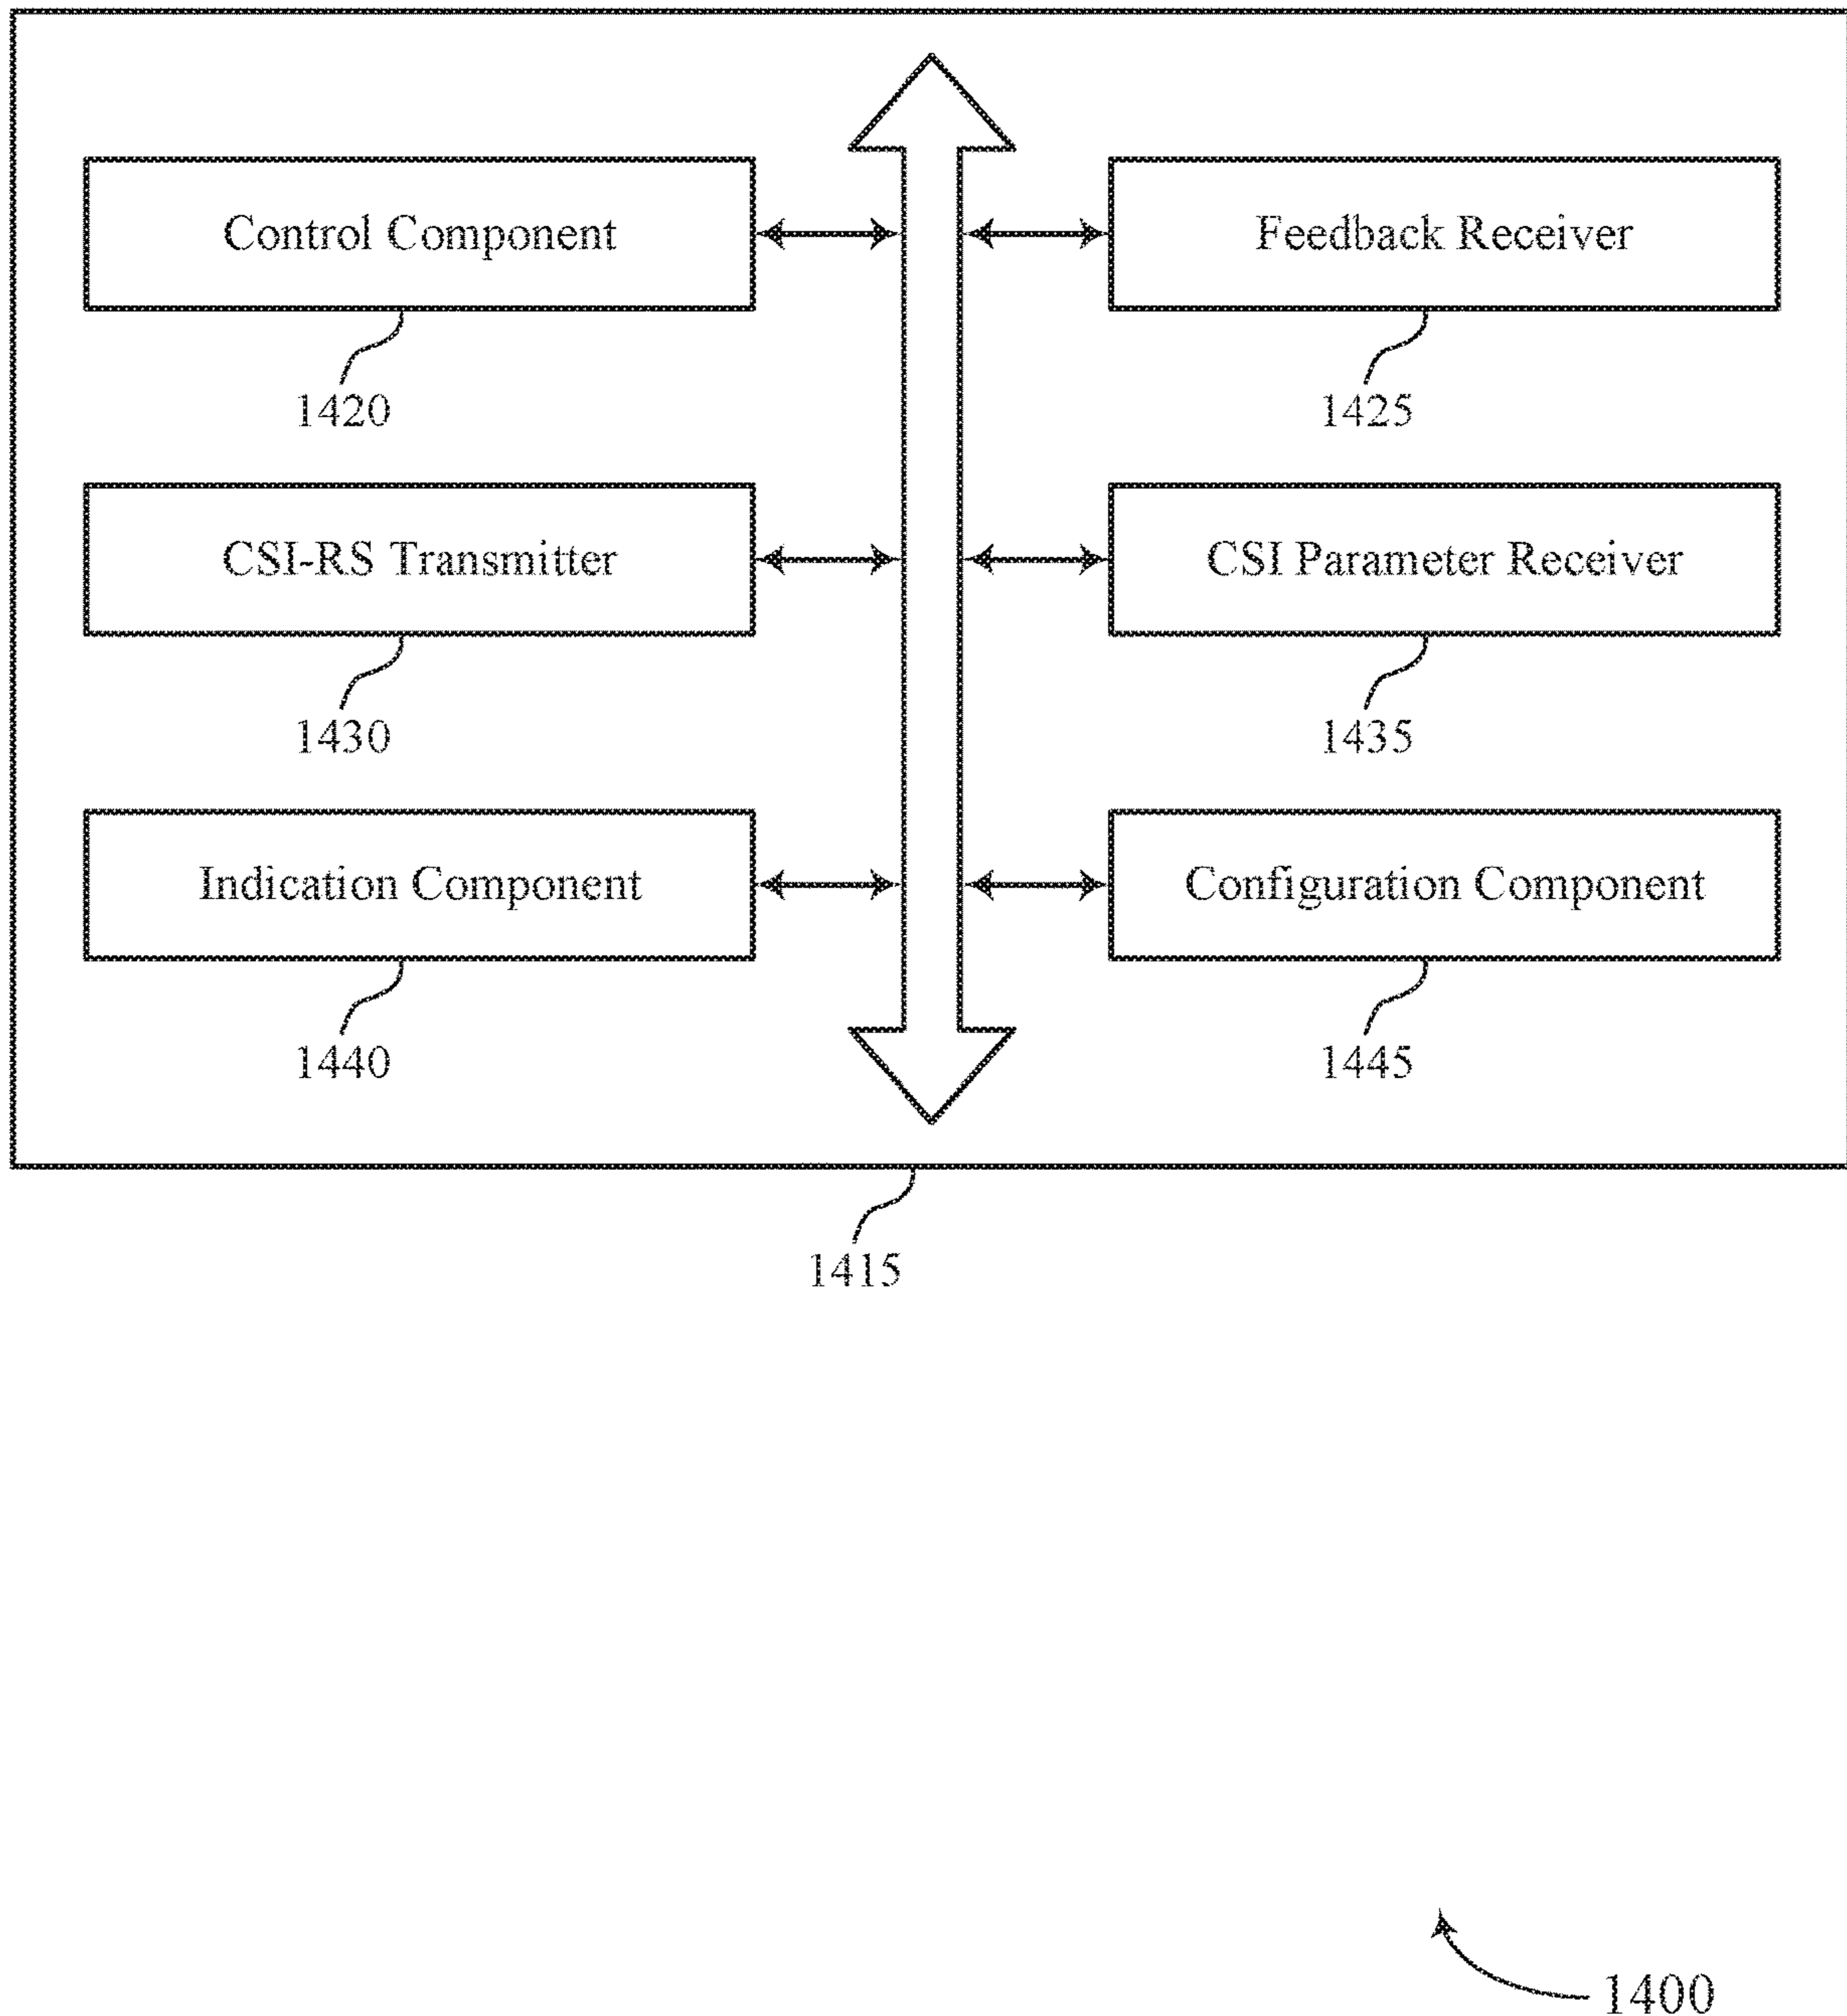 Control Component
Feedback Receiver
1420
1425
CSI-RS Transmitter
CSI Parameter Receiver
1430
1435
Indication Component
Configuration Component
1440
1445
1415
1400